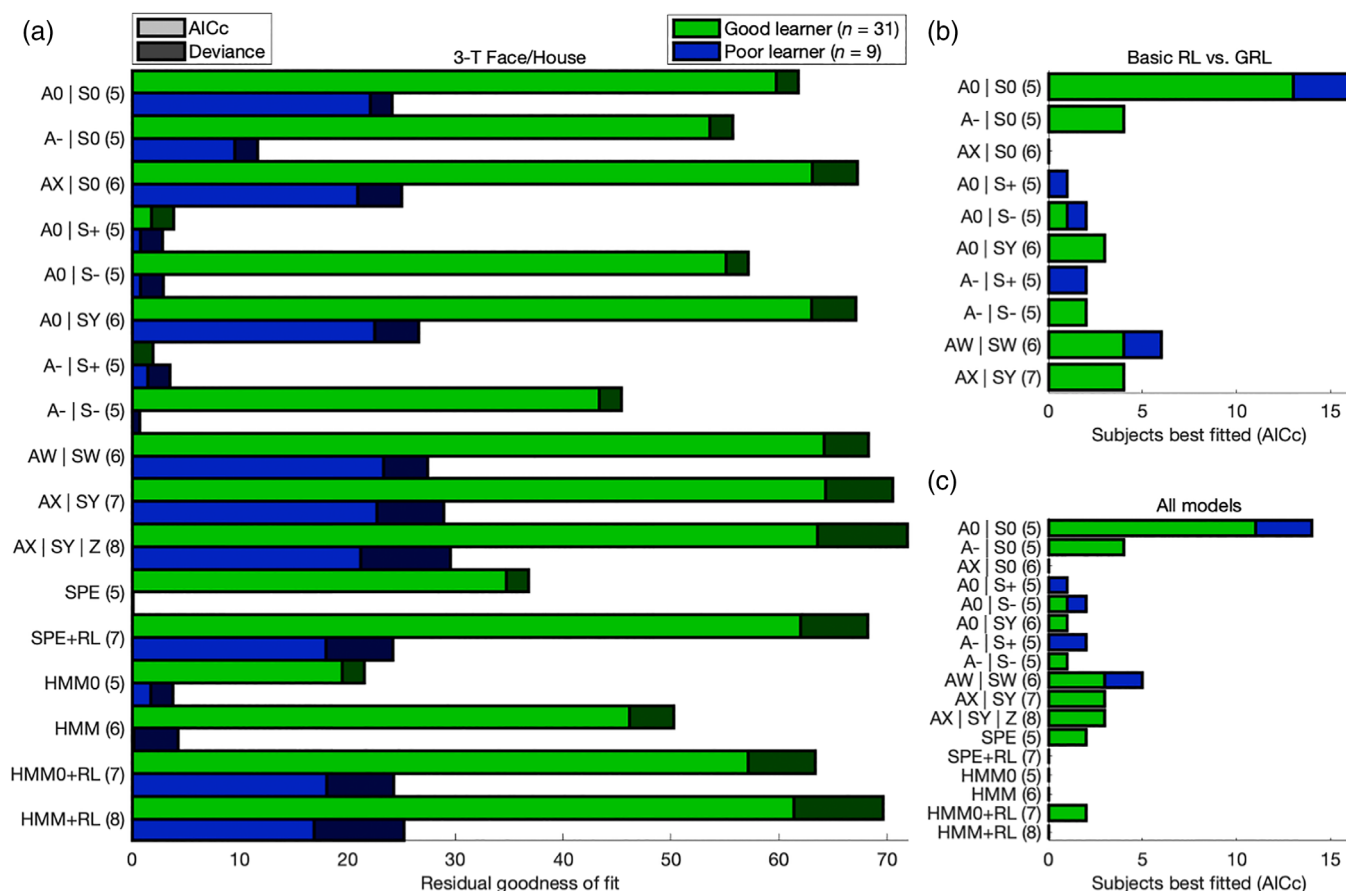 (a)
AICc
Deviance
3-T Face/House
Good learner (n = 31)
Poor learner (n = 9)
A0 | S0 (5)
A- | S0 (5)
AX | S0 (6)
A0 | S+ (5)
A0 | S- (5)
A0 | SY (6)
A- | S+ (5)
A- | S- (5)
AW | SW (6)
AX | SY (7)
AX | SY | Z (8)
SPE (5)
SPE+RL (7)
HMM0 (5)
HMM (6)
HMM0+RL (7)
HMM+RL (8)
0 10 20 30 40 50 60 70
Residual goodness of fit
(b)
Basic RL vs. GRL
A0 | S0 (5)
A- | S0 (5)
AX | S0 (6)
A0 | S+ (5)
A0 | S- (5)
A0 | SY (6)
A- | S+ (5)
A- | S- (5)
AW | SW (6)
AX | SY (7)
0 5 10 15
Subjects best fitted (AICc)
(c)
All models
A0 | S0 (5)
A- | S0 (5)
AX | S0 (6)
A0 | S+ (5)
A0 | S- (5)
A0 | SY (6)
A- | S+ (5)
A- | S- (5)
AW | SW (6)
AX | SY (7)
AX | SY | Z (8)
SPE (5)
SPE+RL (7)
HMM0 (5)
HMM (6)
HMM0+RL (7)
HMM+RL (8)
0 5 10 15
Subjects best fitted (AICc)